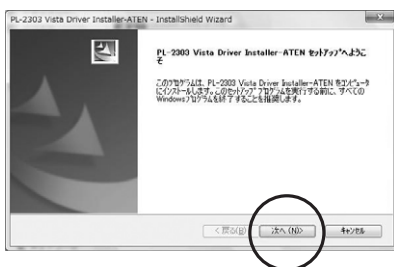 PL-2303 Vista Driver Installer-ATEN - InstallShield Wizard
PL-2303 Vista Driver Installer-ATEN ｾｯﾄｱｯﾌﾟへようこ
そ
このﾌﾟﾛｸﾞﾗﾑは、PL-2303 Vista Driver Installer-ATEN をｺﾝﾋﾟｭｰﾀ
にｲﾝｽﾄｰﾙします。このｾｯﾄｱｯﾌﾟ ﾌﾟﾛｸﾞﾗﾑを実行する前に、すべての
Windowsﾌﾟﾛｸﾞﾗﾑを終了することを推奨します。
< 戻る(B)
次へ (N)>
ｷｬﾝｾﾙ